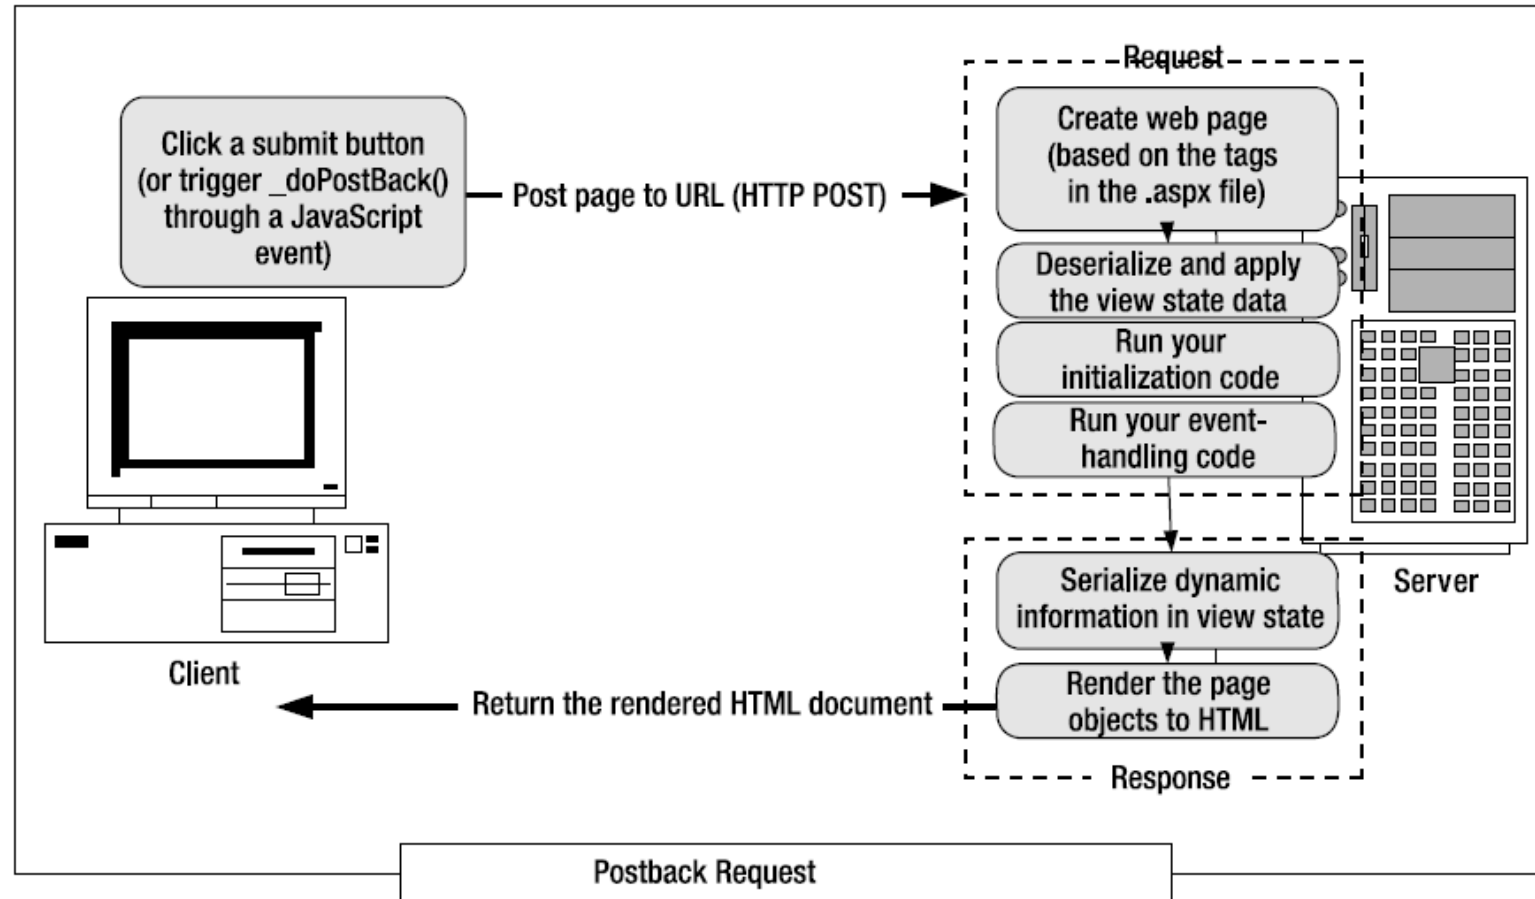 Request
Click a submit button
(or trigger _doPostBack()
through a JavaScript
event)
Post page to URL (HTTP POST)
Create web page
(based on the tags
in the .aspx file)
Deserialize and apply
the view state data
Run your
initialization code
Run your event-
handling code
Serialize dynamic
information in view state
Server
Client
Return the rendered HTML document
Render the page
objects to HTML
Response
Postback Request